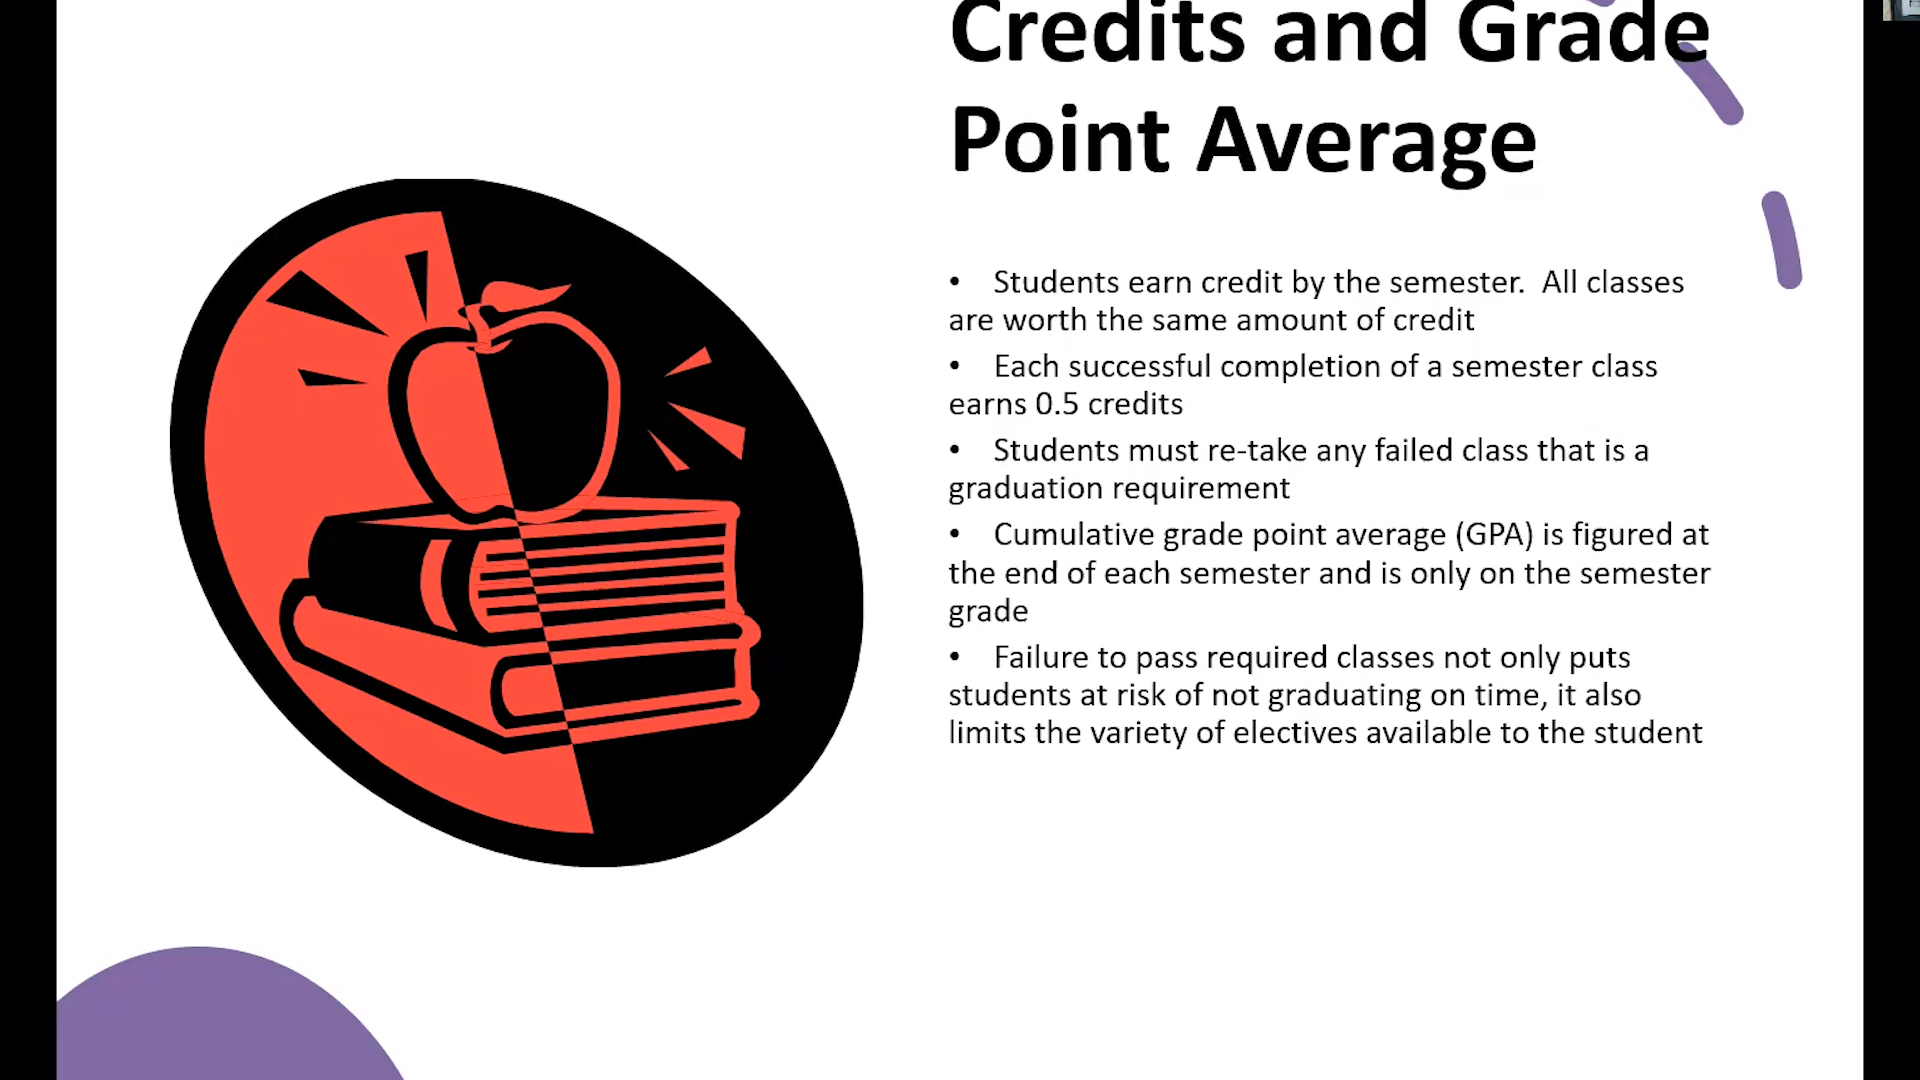 Credits and Grade
Point Average
• Students earn credit by the semester.  All classes
are worth the same amount of credit
• Each successful completion of a semester class
earns 0.5 credits
• Students must re-take any failed class that is a
graduation requirement
• Cumulative grade point average (GPA) is figured at
the end of each semester and is only on the semester
grade
• Failure to pass required classes not only puts
students at risk of not graduating on time, it also
limits the variety of electives available to the student